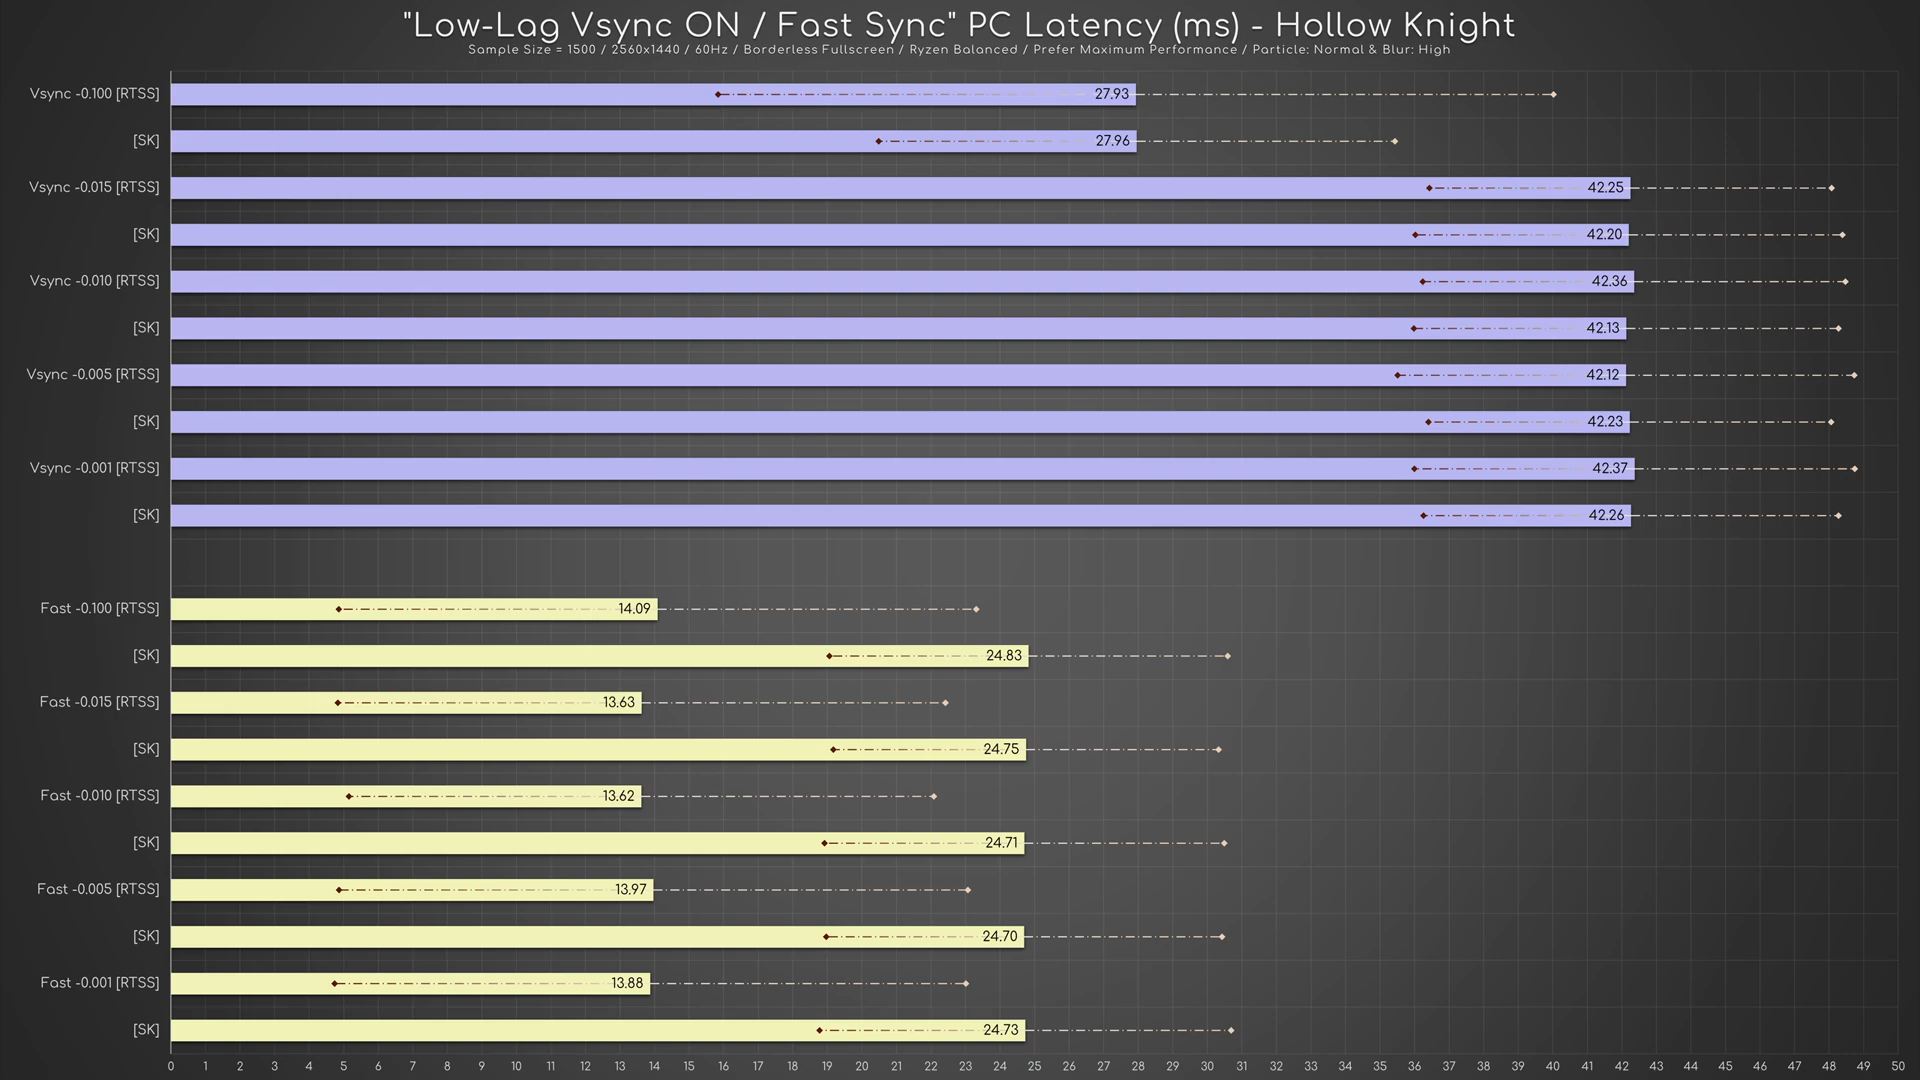 "Low-Lag Vsync ON / Fast Sync" PC Latency (ms) - Hollow Knight
Sample Size = 1500 / 2560x1440 / 60Hz / Borderless Fullscreen / Ryzen Balanced / Prefer Maximum Performance / Particle: Normal & Blur: High
Vsync -0.100 [RTSS] 27.93
[SK] 27.96
Vsync -0.015 [RTSS] 42.25
[SK] 42.20
Vsync -0.010 [RTSS] 42.36
[SK] 42.13
Vsync -0.005 [RTSS] 42.12
[SK] 42.23
Vsync -0.001 [RTSS] 42.37
[SK] 42.26
Fast -0.100 [RTSS] 14.09
[SK] 24.83
Fast -0.015 [RTSS] 13.63
[SK] 24.75
Fast -0.010 [RTSS] 13.62
[SK] 24.71
Fast -0.005 [RTSS] 13.97
[SK] 24.70
Fast -0.001 [RTSS] 13.88
[SK] 24.73
0 1 2 3 4 5 6 7 8 9 10 11 12 13 14 15 16 17 18 19 20 21 22 23 24 25 26 27 28 29 30 31 32 33 34 35 36 37 38 39 40 41 42 43 44 45 46 47 48 49 50